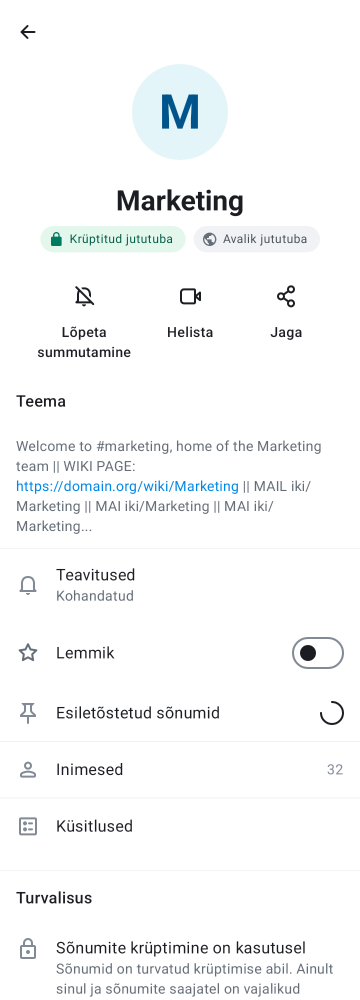 M
Marketing
Krüptitud jututuba
Avalik jututuba
Lõpeta
summutamine
Helista
Jaga
Teema
Welcome to #marketing, home of the Marketing
team || WIKI PAGE:
https://domain.org/wiki/Marketing || MAIL iki/
Marketing || MAI iki/Marketing || MAI iki/
Marketing...
Teavitused
Kohandatud
Lemmik
Esiletõstetud sõnumid
Inimesed 32
Küsitlused
Turvalisus
Sõnumite krüptimine on kasutusel
Sõnumid on turvatud krüptimise abil. Ainult
sinul ja sõnumite saajatel on vajalikud